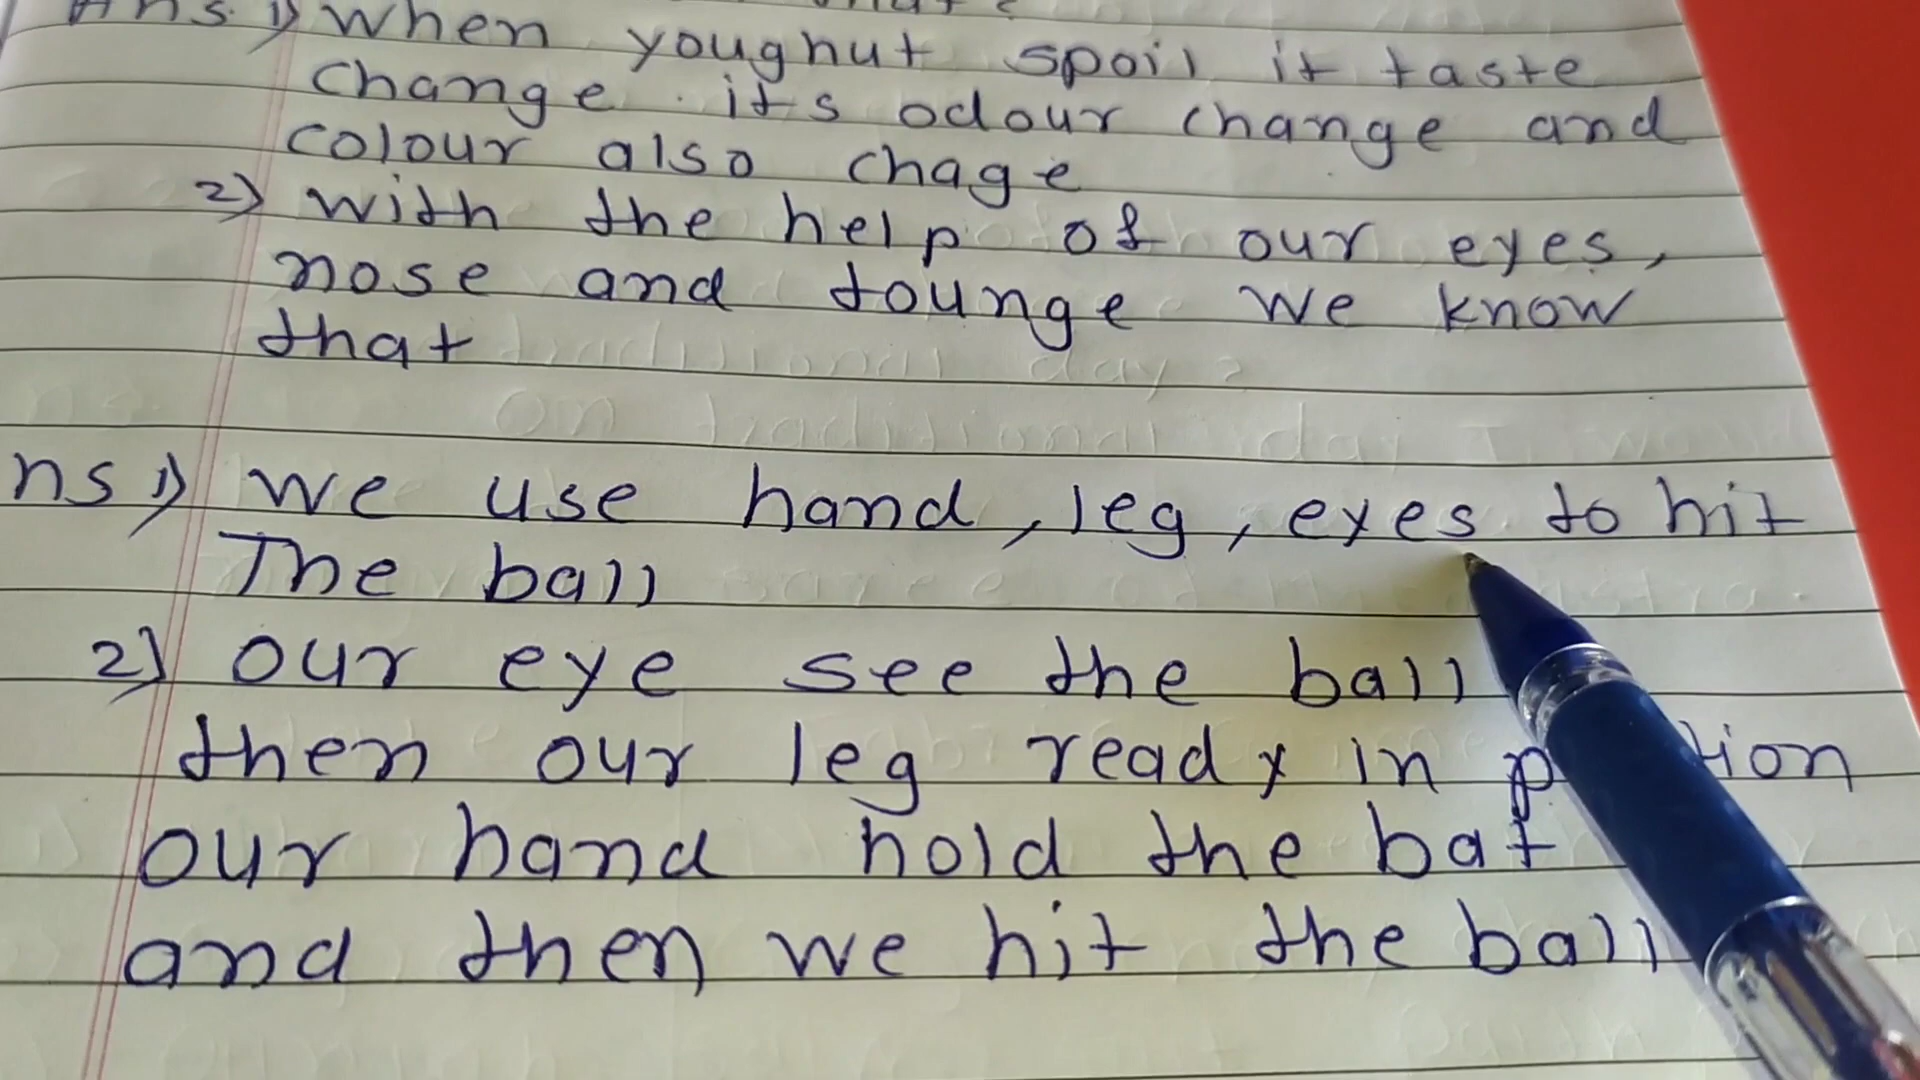 Ans. 1) When youghut spoil it taste
change. its odour change and
colour also chage
2) with the help of our eyes,
nose and tounge we know
that
ns 1) We use hand, leg, eyes to hit
The ball
2) our eye see the ball
then our leg ready in
our hand hold the bat
and then we hit the ball